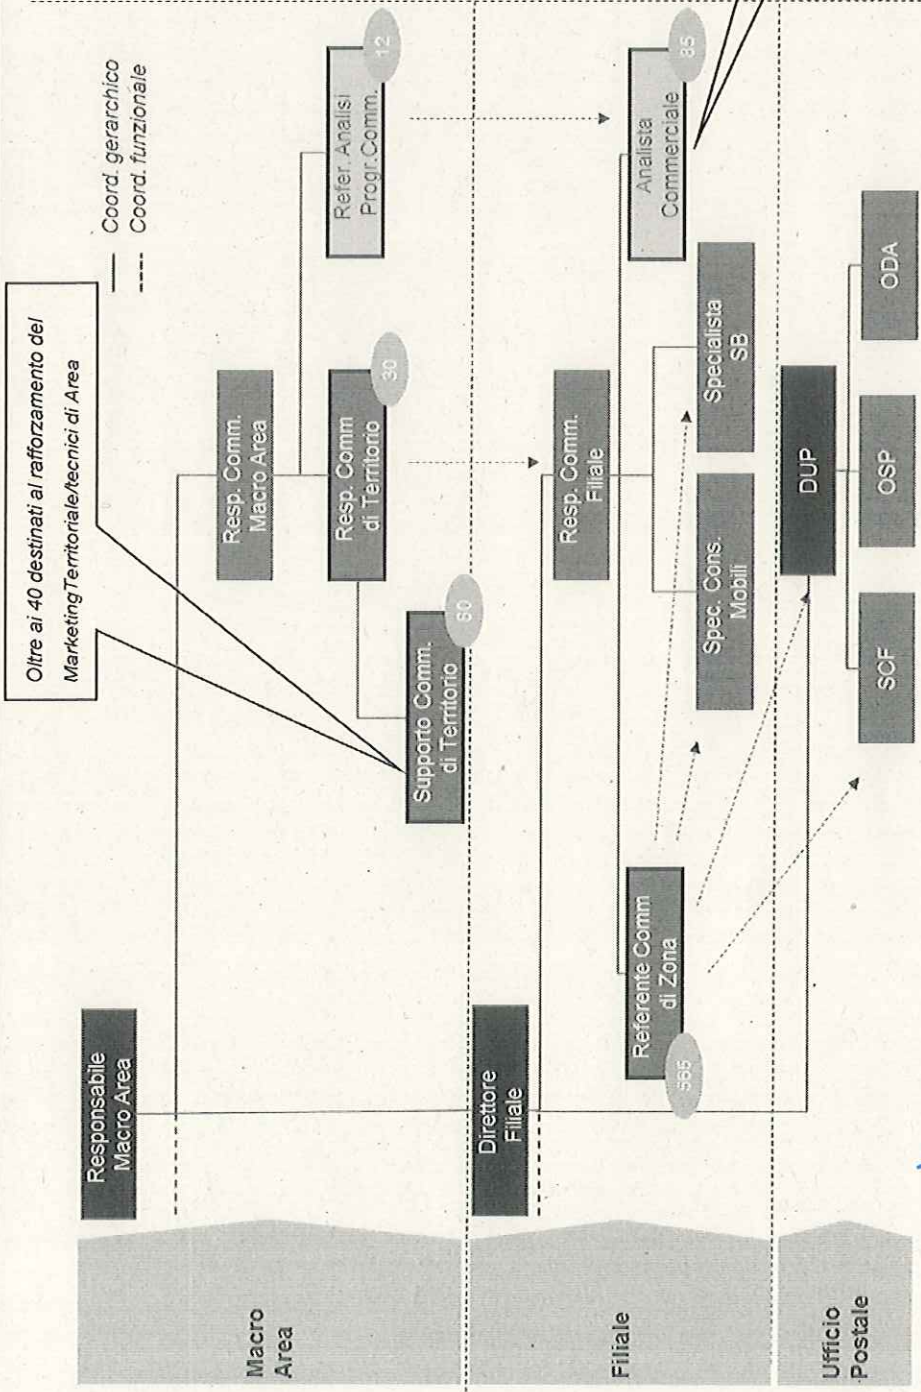 Oltre ai 40 destinati al rafforzamento del
Marketing Territoriale/tecnici di Area
Coord. gerarchico
Coord. funzionale
Macro
Area
Responsabile
Macro Area
Resp. Comm.
Macro Area
Resp. Comm
di Territorio
30
Refer. Analisi
Progr.Comm.
12
Supporto Comm.
di Territorio
Filiale
Direttore
Filiale
Resp. Comm.
Filiale
Referente Comm
di Zona
565
Spec. Cons.
Mobili
Specialista
SB
Analista
Commerciale
Ufficio
Postale
DUP
SCF
OSP
ODA